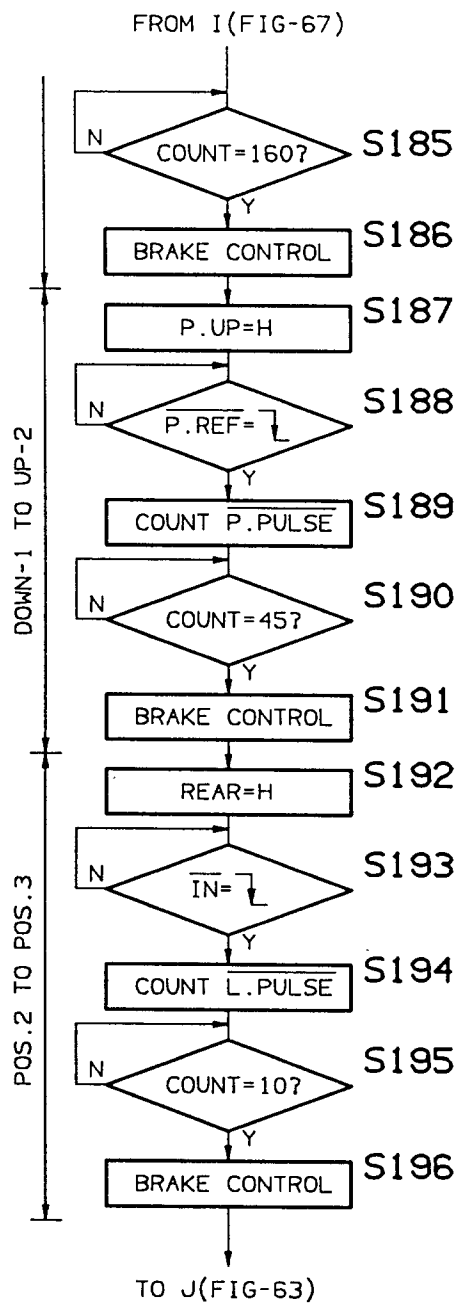 FROM I(FIG-67)
N
COUNT=160?
S185
Y
BRAKE CONTROL
S186
P.UP=H
S187
N
P.REF=
S188
Y
COUNT P.PULSE
S189
N
COUNT=45?
S190
Y
BRAKE CONTROL
S191
DOWN-1 TO UP-2
REAR=H
S192
N
IN=
S193
Y
COUNT L.PULSE
S194
N
COUNT=10?
S195
Y
BRAKE CONTROL
S196
POS.2 TO POS.3
TO J(FIG-63)